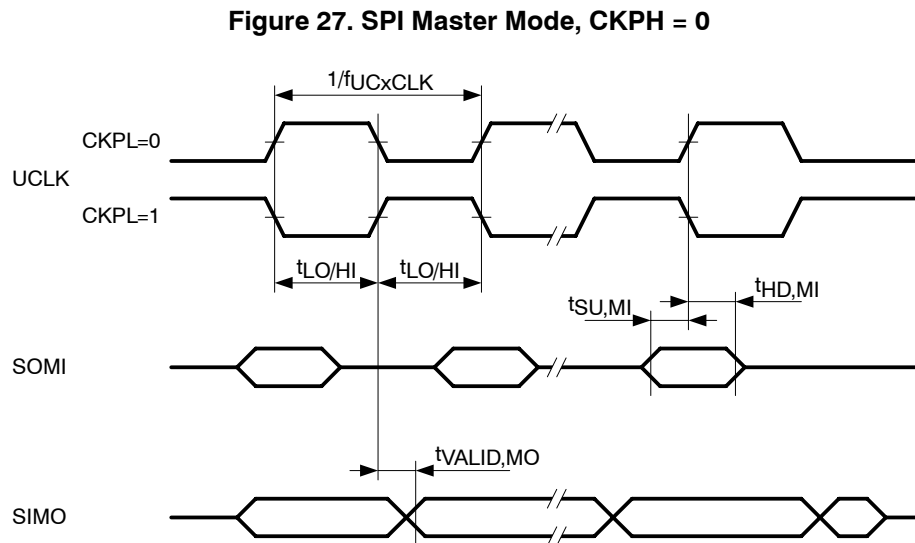 Figure 27. SPI Master Mode, CKPH = 0
1/fUCxCLK
CKPL=0
UCLK
CKPL=1
tLO/HI tLO/HI
tHD,MI
tSU,MI
SOMI
tVALID,MO
SIMO